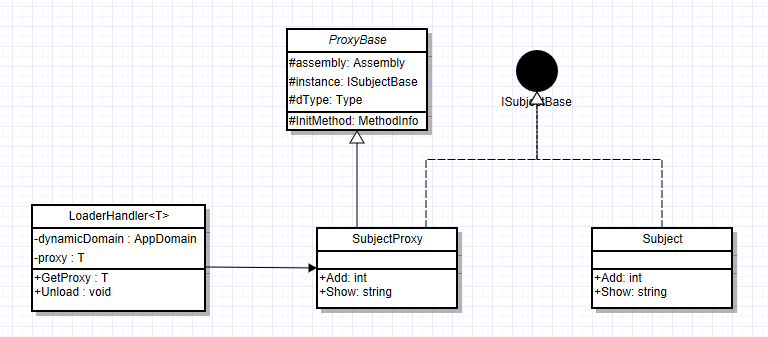 ProxyBase
#assembly: Assembly
#instance: ISubjectBase
#dType: Type
#InitMethod: MethodInfo
ISubjectBase
LoaderHandler<T>
-dynamicDomain : AppDomain
-proxy : T
+GetProxy : T
+Unload : void
SubjectProxy
+Add: int
+Show: string
Subject
+Add: int
+Show: string